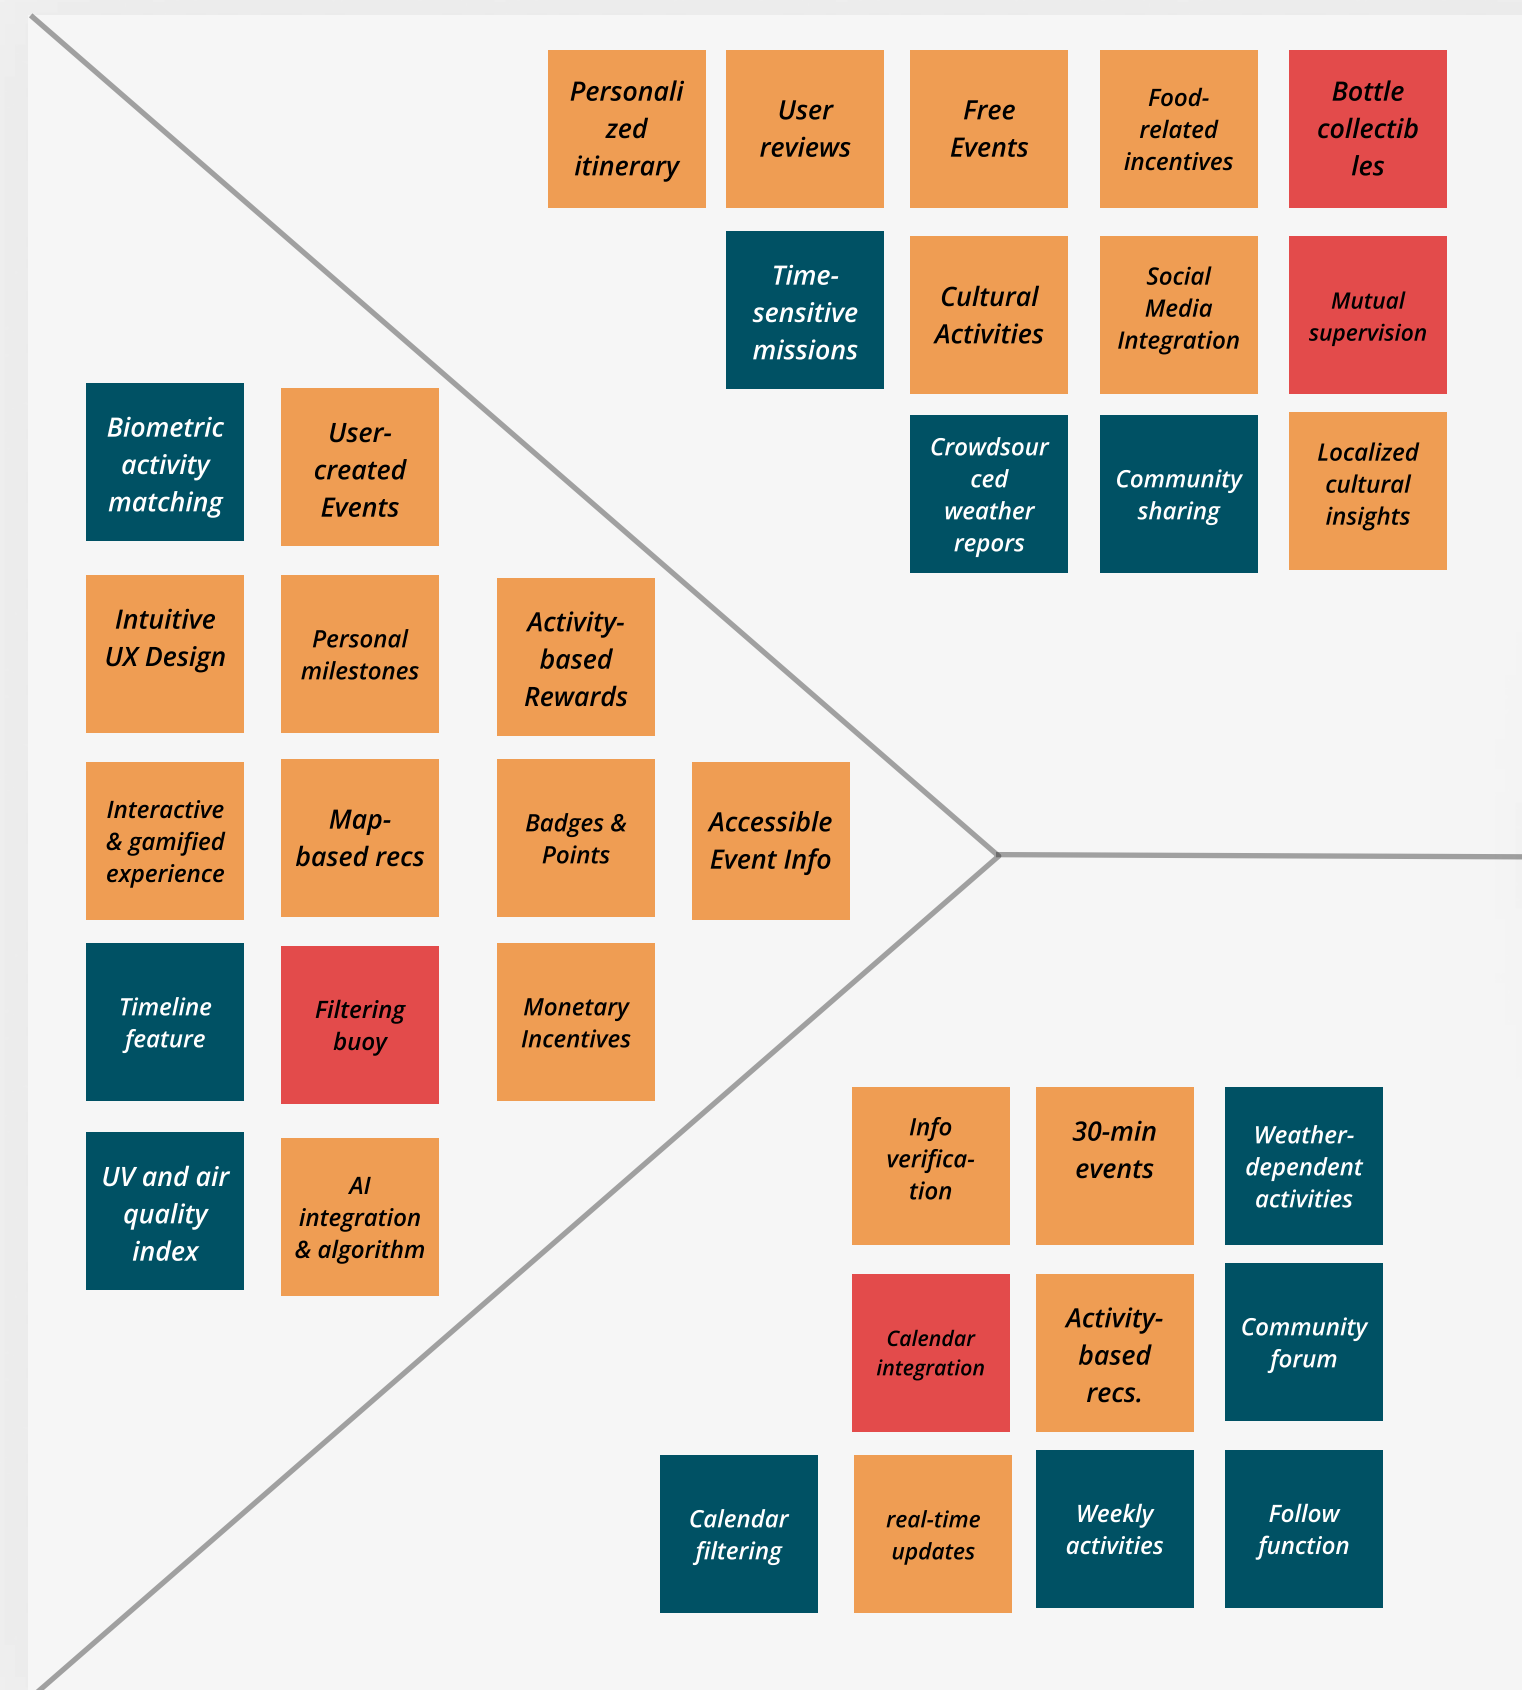 Personali
zed
itinerary
User
reviews
Free
Events
Food-
related
incentives
Bottle
collectib
les
Time-
sensitive
missions
Cultural
Activities
Social
Media
Integration
Mutual
supervision
Crowdsour
ced
weather
repors
Community
sharing
Localized
cultural
insights
Biometric
activity
matching
User-
created
Events
Intuitive
UX Design
Personal
milestones
Activity-
based
Rewards
Interactive
& gamified
experience
Map-
based recs
Badges &
Points
Accessible
Event Info
Timeline
feature
Filtering
buoy
Monetary
Incentives
UV and air
quality
index
AI
integration
& algorithm
Info
verifica-
tion
30-min
events
Weather-
dependent
activities
Calendar
integration
Activity-
based
recs.
Community
forum
Calendar
filtering
real-time
updates
Weekly
activities
Follow
function